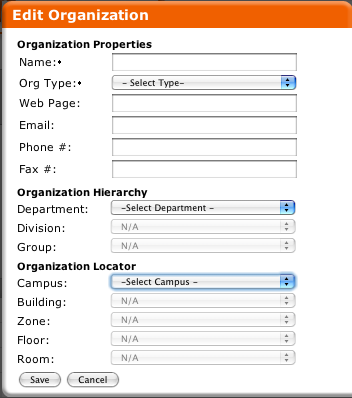 Edit Organization
Organization Properties
Name:•
Org Type:• - Select Type-
Web Page:
Email:
Phone #:
Fax #:
Organization Hierarchy
Department: -Select Department -
Division: N/A
Group: N/A
Organization Locator
Campus: -Select Campus -
Building: N/A
Zone: N/A
Floor: N/A
Room: N/A
Save Cancel